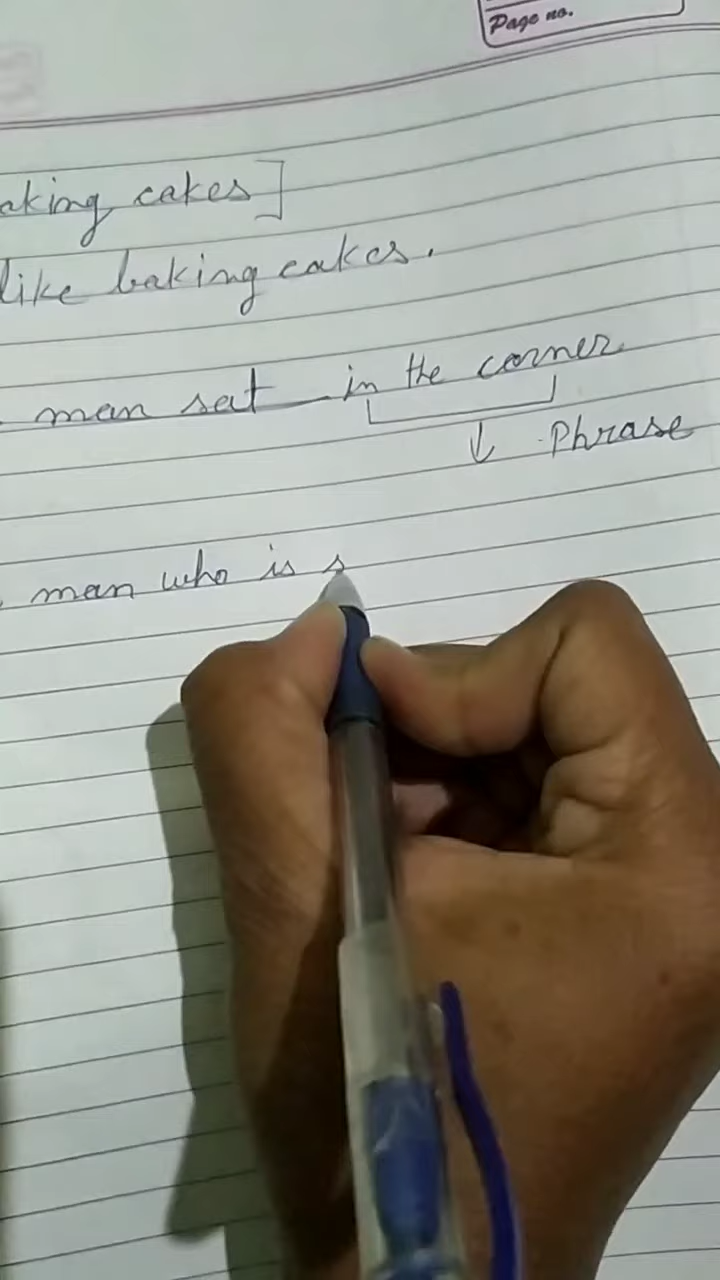 Page no.
aking cakes]
like baking cakes.
man sat in the corner
↓ Phrase
man who is s